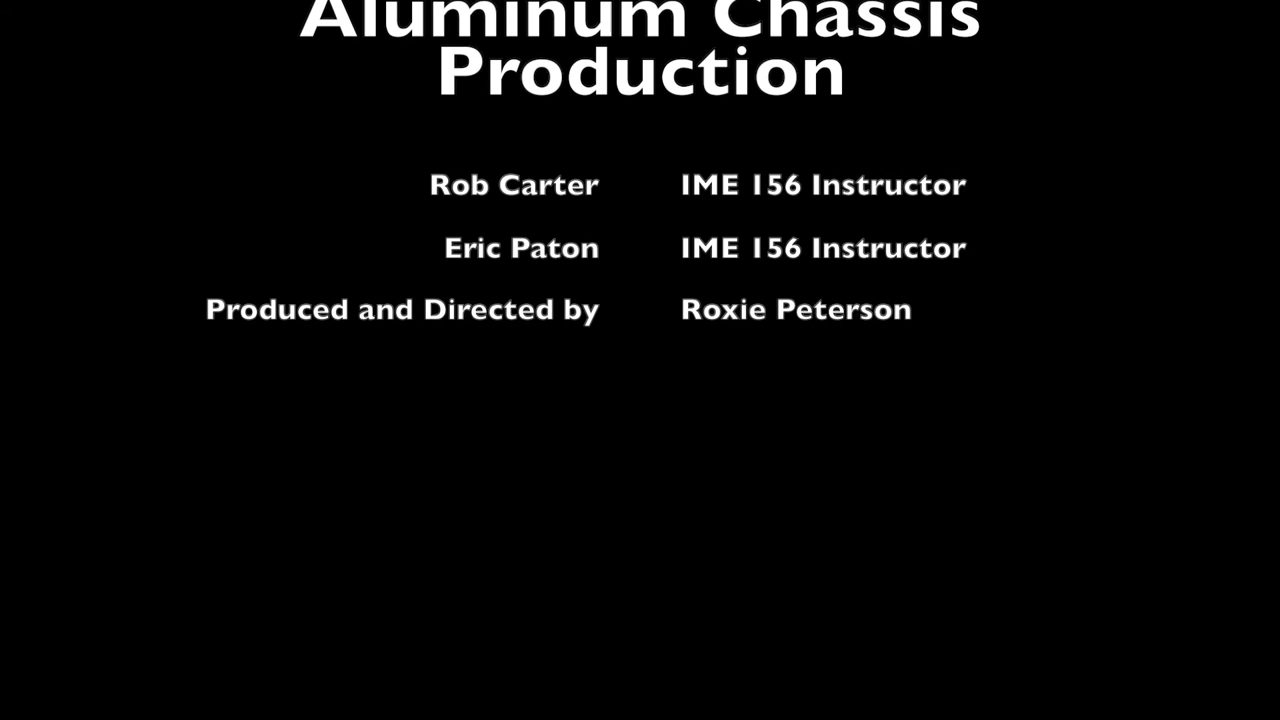 Aluminum Chassis
Production
Rob Carter IME 156 Instructor
Eric Paton IME 156 Instructor
Produced and Directed by Roxie Peterson